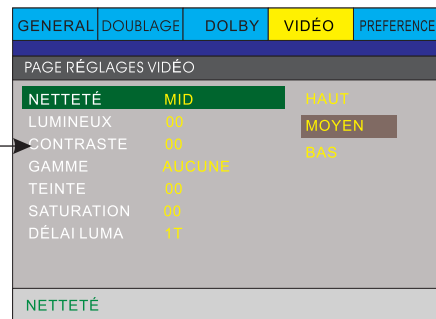 GENERAL DOUBLAGE DOLBY VIDÉO PREFERENCE
PAGE RÉGLAGES VIDÉO
NETTETÉ MID HAUT
LUMINEUX 00 MOYEN
CONTRASTE 00 BAS
GAMME AUCUNE
TEINTE 00
SATURATION 00
DÉLAI LUMA 1T
NETTETÉ